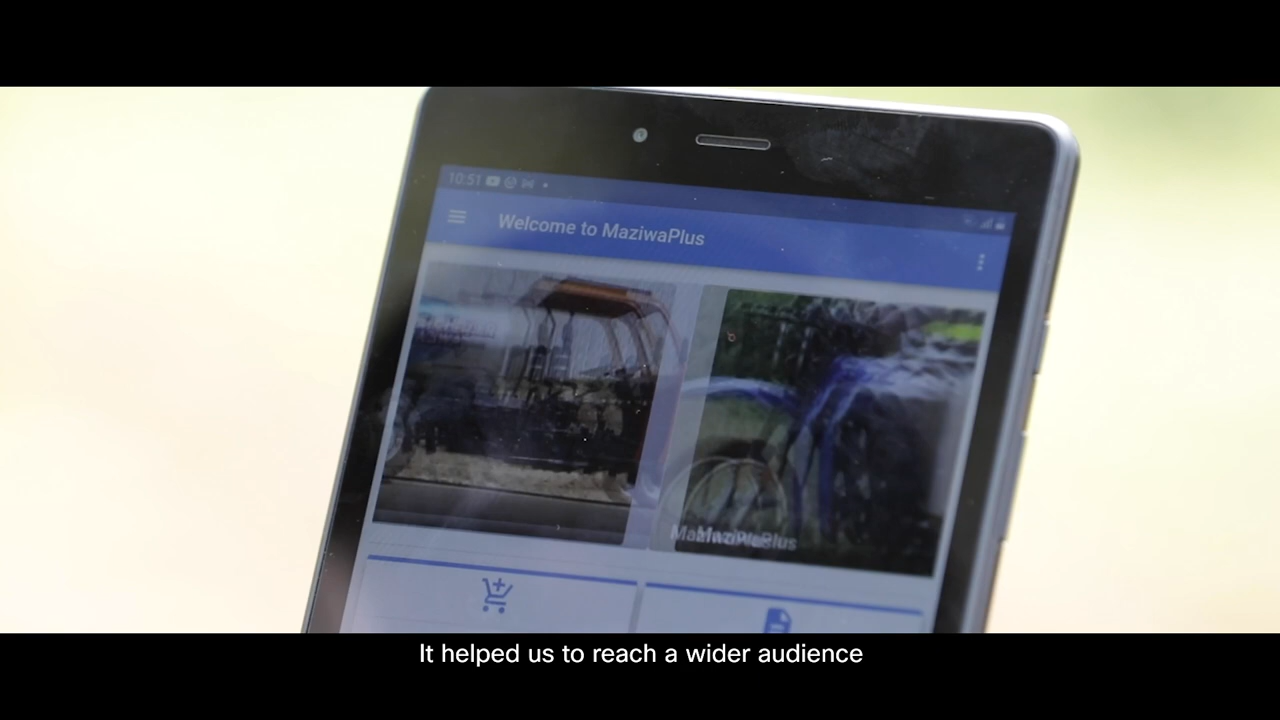 10:51
Welcome to MaziwaPlus
MaziwaPlus
It helped us to reach a wider audience